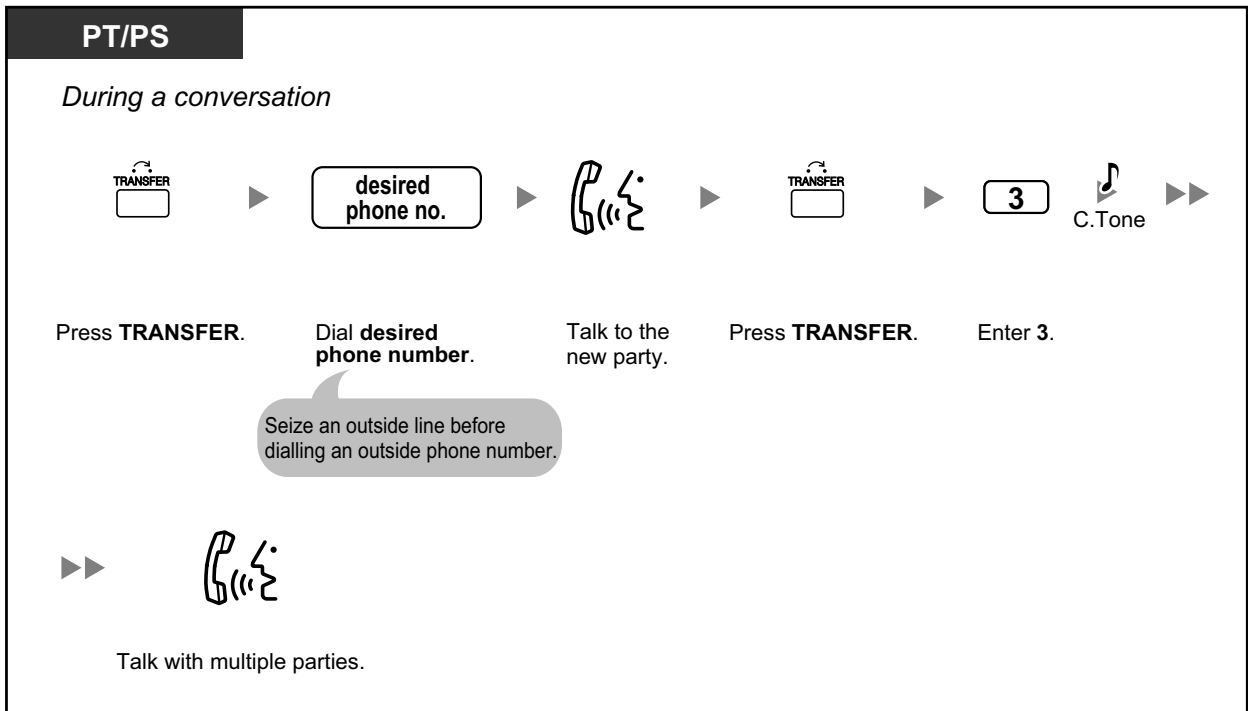 PT/PS
During a conversation
TRANSFER
desired
phone no.
TRANSFER
3
C.Tone
Press TRANSFER.
Dial desired
phone number.
Talk to the
new party.
Press TRANSFER.
Enter 3.
Seize an outside line before
dialling an outside phone number.
Talk with multiple parties.